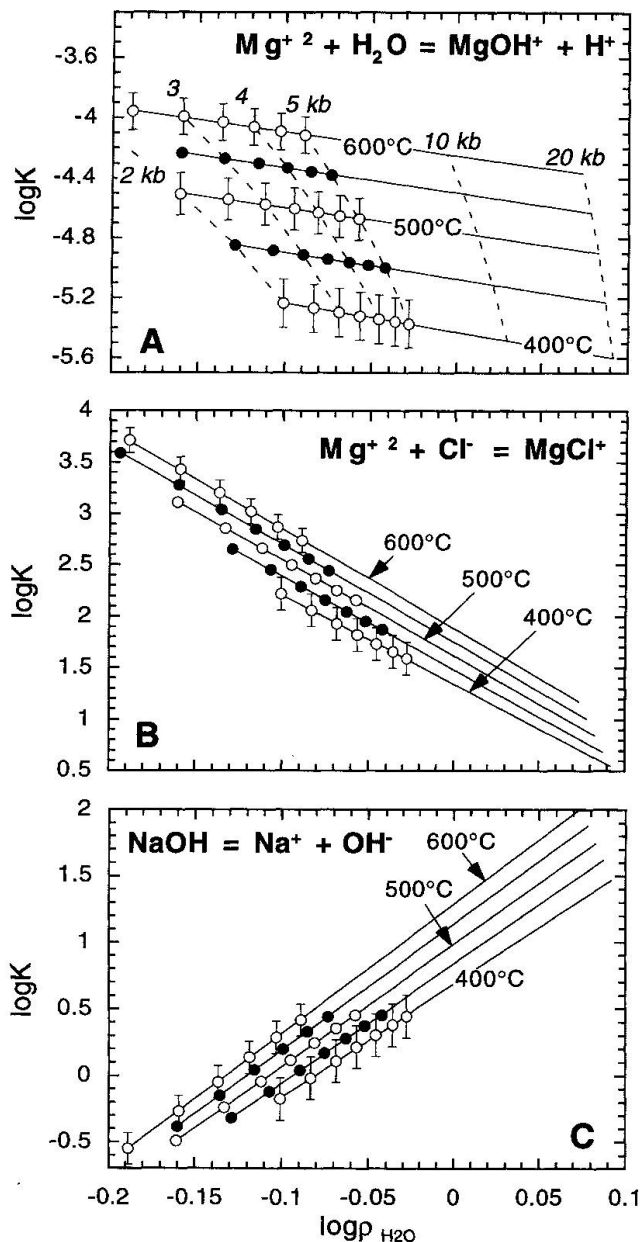 Mg+ 2 + H2O = MgOH+ + H+
-3.6
-4
-4.4
-4.8
-5.2
-5.6
logK
3
4
5 kb
2 kb
10 kb
20 kb
600°C
500°C
400°C
A
Mg+ 2 + Cl- = MgCl+
4
3.5
3
2.5
2
1.5
1
0.5
logK
600°C
500°C
400°C
B
NaOH = Na+ + OH-
2
1.5
1
0.5
0
-0.5
logK
600°C
500°C
400°C
C
-0.2 -0.15 -0.1 -0.05 0 0.05 0.1
logρ H2O